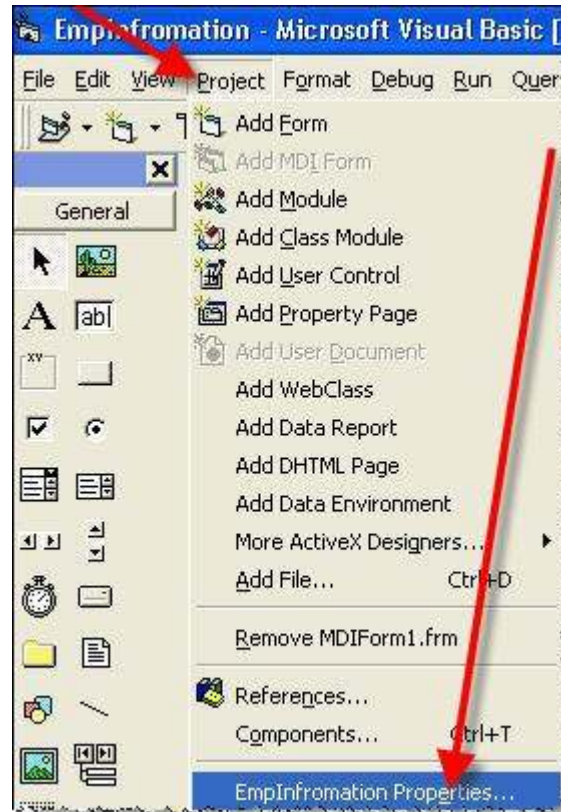 EmpInfromation - Microsoft Visual Basic [
File Edit View Project Format Debug Run Quer
General
A ab|
XY
Add Form
Add MDI Form
Add Module
Add Class Module
Add User Control
Add Property Page
Add User Document
Add WebClass
Add Data Report
Add DHTML Page
Add Data Environment
More ActiveX Designers...
Add File... Ctrl+D
Remove MDIForm1.frm
References...
Components... Ctrl+T
EmpInfromation Properties...